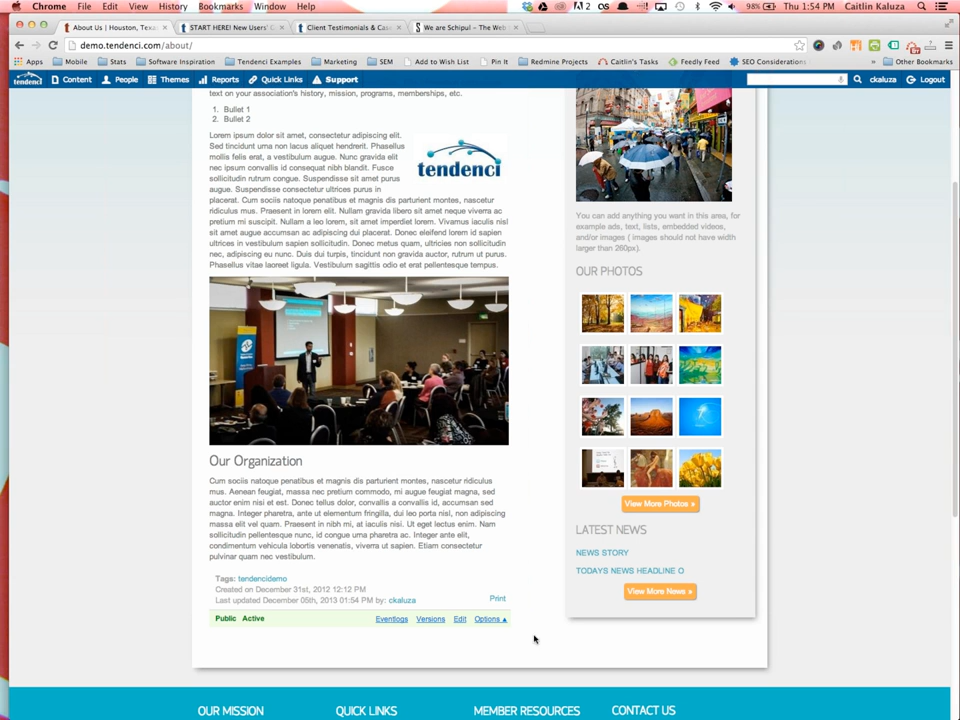 Chrome File Edit View History Bookmarks Window Help
98% Thu 1:54 PM Caitlin Kaluza
About Us | Houston, Texa
START HERE! New Users' G
Client Testimonials & Cas
We are Schipul - The Web
demo.tendenci.com/about/
Apps Mobile Stats Software Inspiration Tendenci Examples Marketing SEM Add to Wish List Pin It Redmine Projects Caitlin's Tasks Feedly Feed SEO Considerations » Other Bookmarks
tendenci Content People Themes Reports Quick Links Support ckaluza Logout
text on your association's history, mission, programs, memberships, etc.
1. Bullet 1
2. Bullet 2
Lorem ipsum dolor sit amet, consectetur adipiscing elit.
Sed tincidunt urna non lacus aliquet hendrerit. Phasellus
mollis felis erat, a vestibulum augue. Nunc gravida elit
nec ipsum convallis id consequat nibh blandit. Fusce
sollicitudin rutrum congue. Suspendisse sit amet purus
augue. Suspendisse consectetur ultrices purus in
placerat. Cum sociis natoque penatibus et magnis dis parturient montes, nascetur
ridiculus mus. Praesent in lorem elit. Nullam gravida libero sit amet neque viverra ac
pretium mi suscipit. Nullam a leo lorem, sit amet imperdiet lorem. Vivamus iaculis nisl
sit amet augue accumsan ac adipiscing dui placerat. Donec eleifend lorem id sapien
ultrices in vestibulum sapien sollicitudin. Donec metus quam, ultricies non sollicitudin
nec, adipiscing eu nunc. Duis dui turpis, tincidunt non gravida auctor, rutrum ut purus.
Phasellus vitae laoreet ligula. Vestibulum sagittis odio et erat pellentesque tempus.
tendenci
Our Organization
Cum sociis natoque penatibus et magnis dis parturient montes, nascetur ridiculus
mus. Aenean feugiat, massa nec pretium commodo, mi augue feugiat magna, sed
auctor enim nisi et est. Donec tellus dolor, convallis a convallis id, accumsan sed
magna. Integer pharetra, ante ut elementum fringilla, dui leo porta nisl, non adipiscing
massa elit vel quam. Praesent in nibh mi, at iaculis nisi. Ut eget lectus enim. Nam
sollicitudin pellentesque nunc, id congue urna pharetra ac. Integer ante elit,
condimentum vehicula lobortis venenatis, viverra ut sapien. Etiam consectetur
pulvinar quam nec vestibulum.
Tags: tendencidemo
Created on December 31st, 2012 12:12 PM
Last updated December 05th, 2013 01:54 PM by: ckaluza
Print
Public Active Eventlogs Versions Edit Options ▲
You can add anything you want in this area, for
example ads, text, lists, embedded videos,
and/or images ( images should not have width
larger than 260px).
OUR PHOTOS
View More Photos »
LATEST NEWS
NEWS STORY
TODAYS NEWS HEADLINE O
View More News »
OUR MISSION QUICK LINKS MEMBER RESOURCES CONTACT US